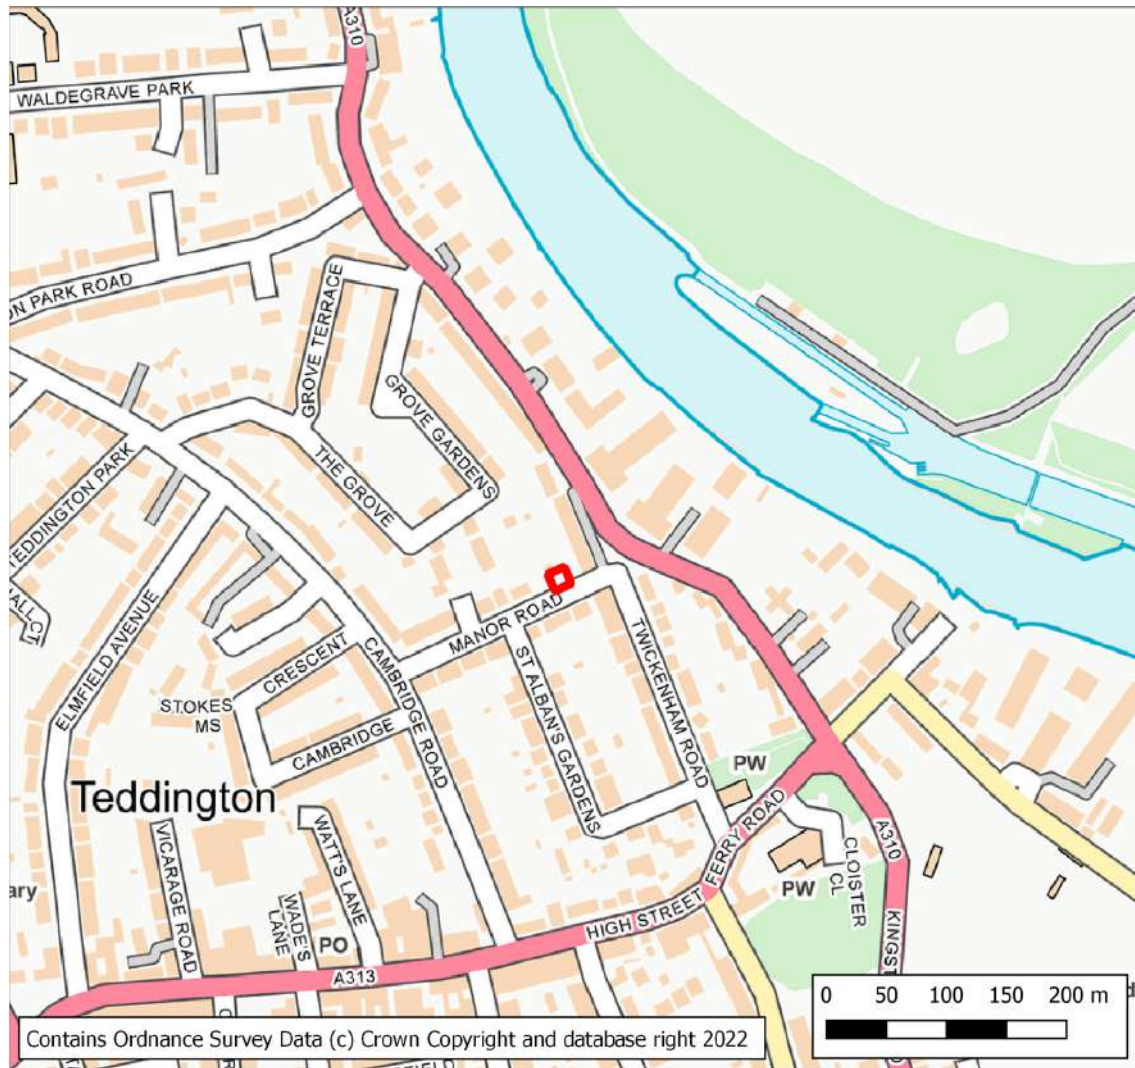 A310
WALDEGRAVE PARK
ON PARK ROAD
GROVE TERRACE
GROVE GARDENS
THE GROVE
TEDDINGTON PARK
ALL CT
ELMFIELD AVENUE
MANOR ROAD
CRESCENT
CAMBRIDGE ROAD
STOKES
MS
CAMBRIDGE
ST ALBAN'S GARDENS
TWICKENHAM ROAD
Teddington
PW
VICARAGE ROAD
WATT'S LANE
FERRY ROAD
A310
CLOISTER
CL
PW
ary
WADE'S
LANE
PO
HIGH STREET
KINGST
A313
d
0 50 100 150 200 m
Contains Ordnance Survey Data (c) Crown Copyright and database right 2022